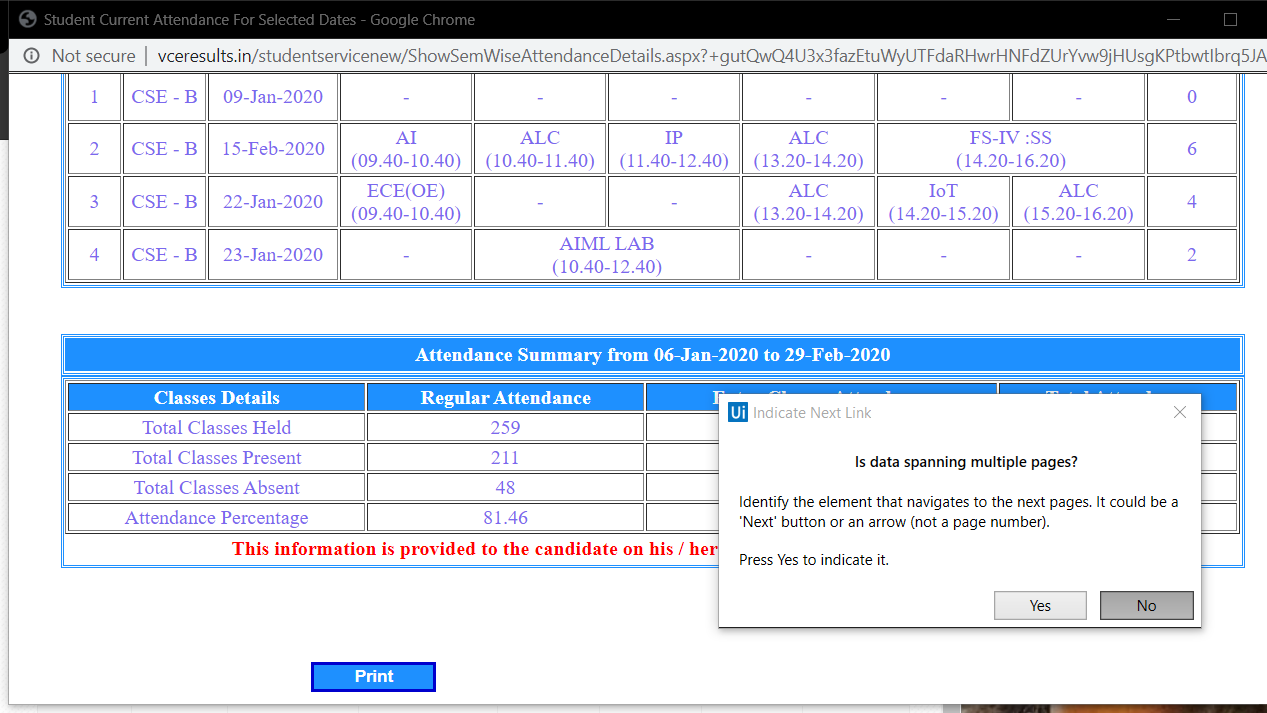 Student Current Attendance For Selected Dates - Google Chrome
Not secure | vceresults.in/studentservicenew/ShowSemWiseAttendanceDetails.aspx?+gutQwQ4U3x3fazEtuWyUTFdaRHwrHNFdZUrYvw9jHUsgKPtbwtIbrq5JA
1 CSE - B 09-Jan-2020 - - - - - - 0
2 CSE - B 15-Feb-2020 AI (09.40-10.40) ALC (10.40-11.40) IP (11.40-12.40) ALC (13.20-14.20) FS-IV :SS (14.20-16.20) 6
3 CSE - B 22-Jan-2020 ECE(OE) (09.40-10.40) - - ALC (13.20-14.20) IoT (14.20-15.20) ALC (15.20-16.20) 4
4 CSE - B 23-Jan-2020 - AIML LAB (10.40-12.40) - - - 2
Attendance Summary from 06-Jan-2020 to 29-Feb-2020
Classes Details Regular Attendance
Total Classes Held 259
Total Classes Present 211
Total Classes Absent 48
Attendance Percentage 81.46
This information is provided to the candidate on his / her
Print
Ui Indicate Next Link
Is data spanning multiple pages?
Identify the element that navigates to the next pages. It could be a
'Next' button or an arrow (not a page number).
Press Yes to indicate it.
Yes No